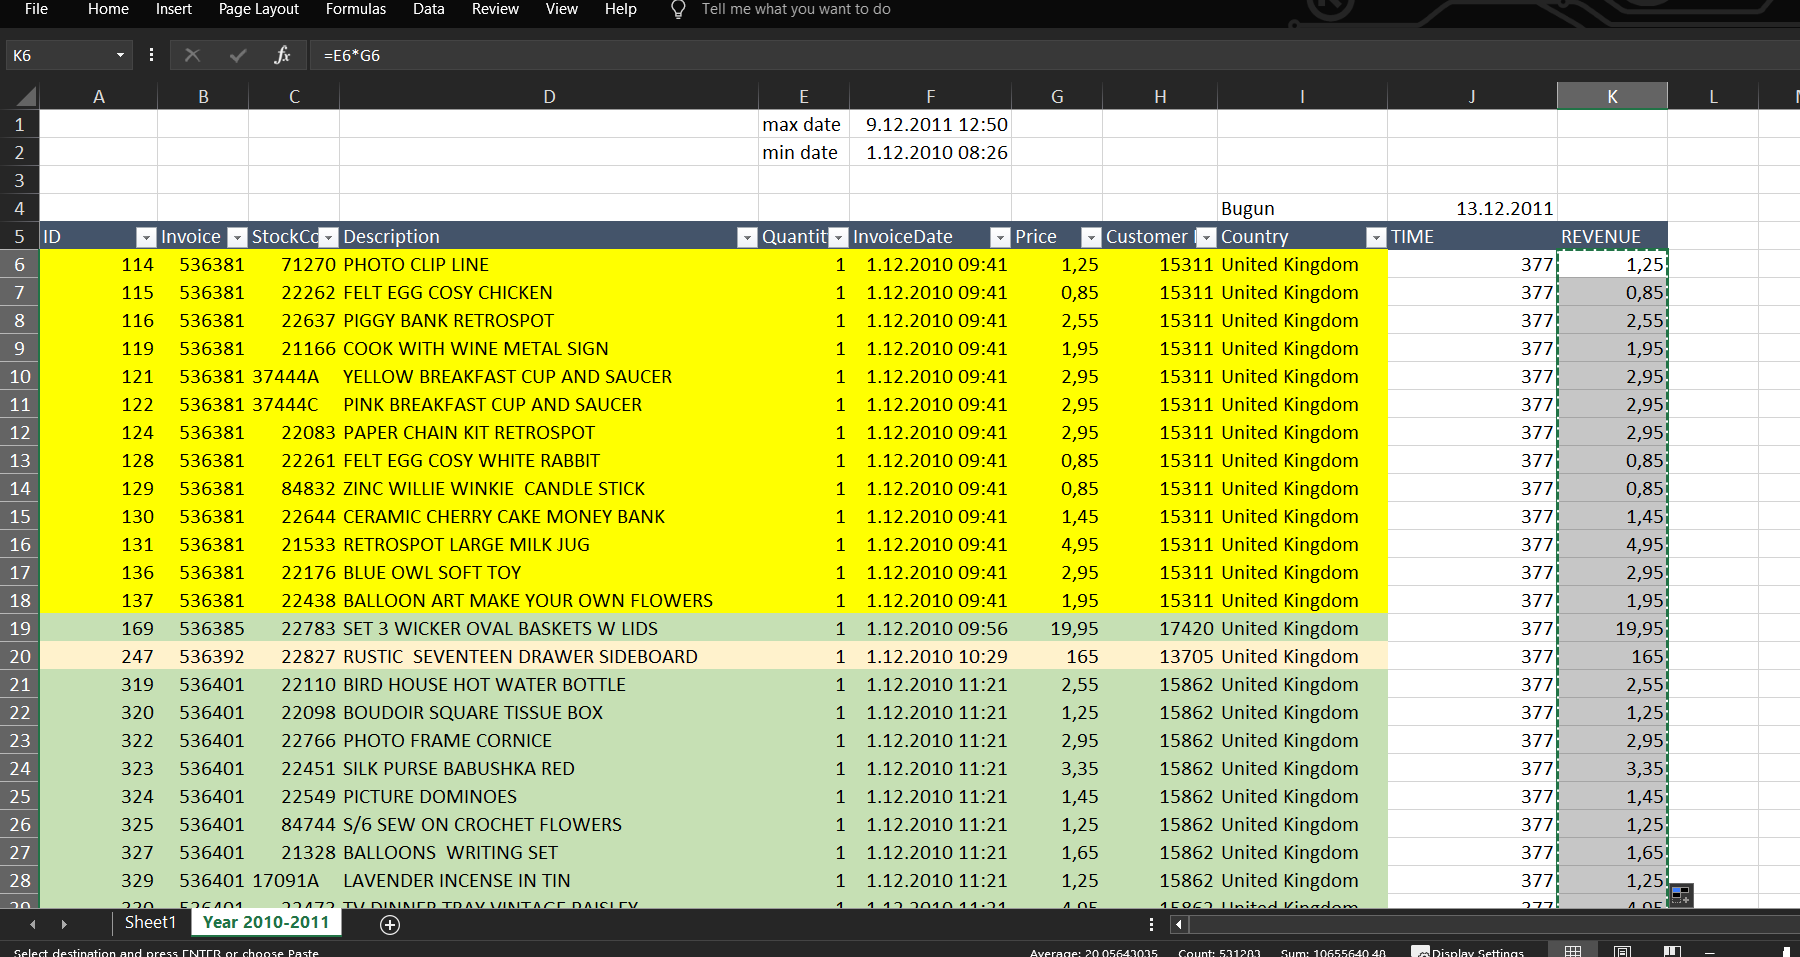 File Home Insert Page Layout Formulas Data Review View Help Tell me what you want to do
K6 fx =E6*G6
A B C D E F G H I J K L
1 max date 9.12.2011 12:50
2 min date 1.12.2010 08:26
3
4 Bugun 13.12.2011
5 ID Invoice StockCo Description Quantit InvoiceDate Price Customer Country TIME REVENUE
6 114 536381 71270 PHOTO CLIP LINE 1 1.12.2010 09:41 1,25 15311 United Kingdom 377 1,25
7 115 536381 22262 FELT EGG COSY CHICKEN 1 1.12.2010 09:41 0,85 15311 United Kingdom 377 0,85
8 116 536381 22637 PIGGY BANK RETROSPOT 1 1.12.2010 09:41 2,55 15311 United Kingdom 377 2,55
9 119 536381 21166 COOK WITH WINE METAL SIGN 1 1.12.2010 09:41 1,95 15311 United Kingdom 377 1,95
10 121 536381 37444A YELLOW BREAKFAST CUP AND SAUCER 1 1.12.2010 09:41 2,95 15311 United Kingdom 377 2,95
11 122 536381 37444C PINK BREAKFAST CUP AND SAUCER 1 1.12.2010 09:41 2,95 15311 United Kingdom 377 2,95
12 124 536381 22083 PAPER CHAIN KIT RETROSPOT 1 1.12.2010 09:41 2,95 15311 United Kingdom 377 2,95
13 128 536381 22261 FELT EGG COSY WHITE RABBIT 1 1.12.2010 09:41 0,85 15311 United Kingdom 377 0,85
14 129 536381 84832 ZINC WILLIE WINKIE  CANDLE STICK 1 1.12.2010 09:41 0,85 15311 United Kingdom 377 0,85
15 130 536381 22644 CERAMIC CHERRY CAKE MONEY BANK 1 1.12.2010 09:41 1,45 15311 United Kingdom 377 1,45
16 131 536381 21533 RETROSPOT LARGE MILK JUG 1 1.12.2010 09:41 4,95 15311 United Kingdom 377 4,95
17 136 536381 22176 BLUE OWL SOFT TOY 1 1.12.2010 09:41 2,95 15311 United Kingdom 377 2,95
18 137 536381 22438 BALLOON ART MAKE YOUR OWN FLOWERS 1 1.12.2010 09:41 1,95 15311 United Kingdom 377 1,95
19 169 536385 22783 SET 3 WICKER OVAL BASKETS W LIDS 1 1.12.2010 09:56 19,95 17420 United Kingdom 377 19,95
20 247 536392 22827 RUSTIC  SEVENTEEN DRAWER SIDEBOARD 1 1.12.2010 10:29 165 13705 United Kingdom 377 165
21 319 536401 22110 BIRD HOUSE HOT WATER BOTTLE 1 1.12.2010 11:21 2,55 15862 United Kingdom 377 2,55
22 320 536401 22098 BOUDOIR SQUARE TISSUE BOX 1 1.12.2010 11:21 1,25 15862 United Kingdom 377 1,25
23 322 536401 22766 PHOTO FRAME CORNICE 1 1.12.2010 11:21 2,95 15862 United Kingdom 377 2,95
24 323 536401 22451 SILK PURSE BABUSHKA RED 1 1.12.2010 11:21 3,35 15862 United Kingdom 377 3,35
25 324 536401 22549 PICTURE DOMINOES 1 1.12.2010 11:21 1,45 15862 United Kingdom 377 1,45
26 325 536401 84744 S/6 SEW ON CROCHET FLOWERS 1 1.12.2010 11:21 1,25 15862 United Kingdom 377 1,25
27 327 536401 21328 BALLOONS  WRITING SET 1 1.12.2010 11:21 1,65 15862 United Kingdom 377 1,65
28 329 536401 17091A LAVENDER INCENSE IN TIN 1 1.12.2010 11:21 1,25 15862 United Kingdom 377 1,25
29 330 536401 22473 TV DINNER TRAY VINTAGE PAISLEY 1 1.12.2010 11:21 4,95 15862 United Kingdom 377 4,95
Sheet1 Year 2010-2011
Select destination and press ENTER or choose Paste Average: 20,05643035 Count: 531283 Sum: 10655640,48 Display Settings